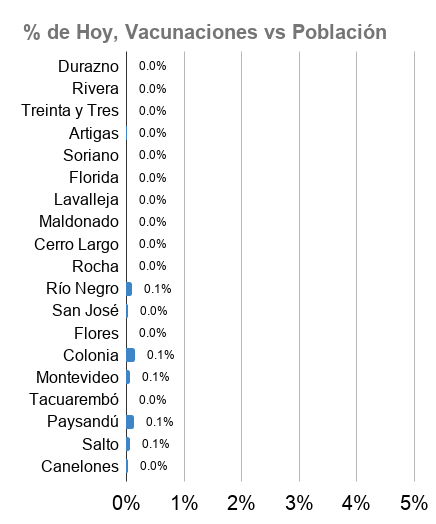 % de Hoy, Vacunaciones vs Población
Durazno 0.0%
Rivera 0.0%
Treinta y Tres 0.0%
Artigas 0.0%
Soriano 0.0%
Florida 0.0%
Lavalleja 0.0%
Maldonado 0.0%
Cerro Largo 0.0%
Rocha 0.0%
Río Negro 0.1%
San José 0.0%
Flores 0.0%
Colonia 0.1%
Montevideo 0.1%
Tacuarembó 0.0%
Paysandú 0.1%
Salto 0.1%
Canelones 0.0%
0% 1% 2% 3% 4% 5%